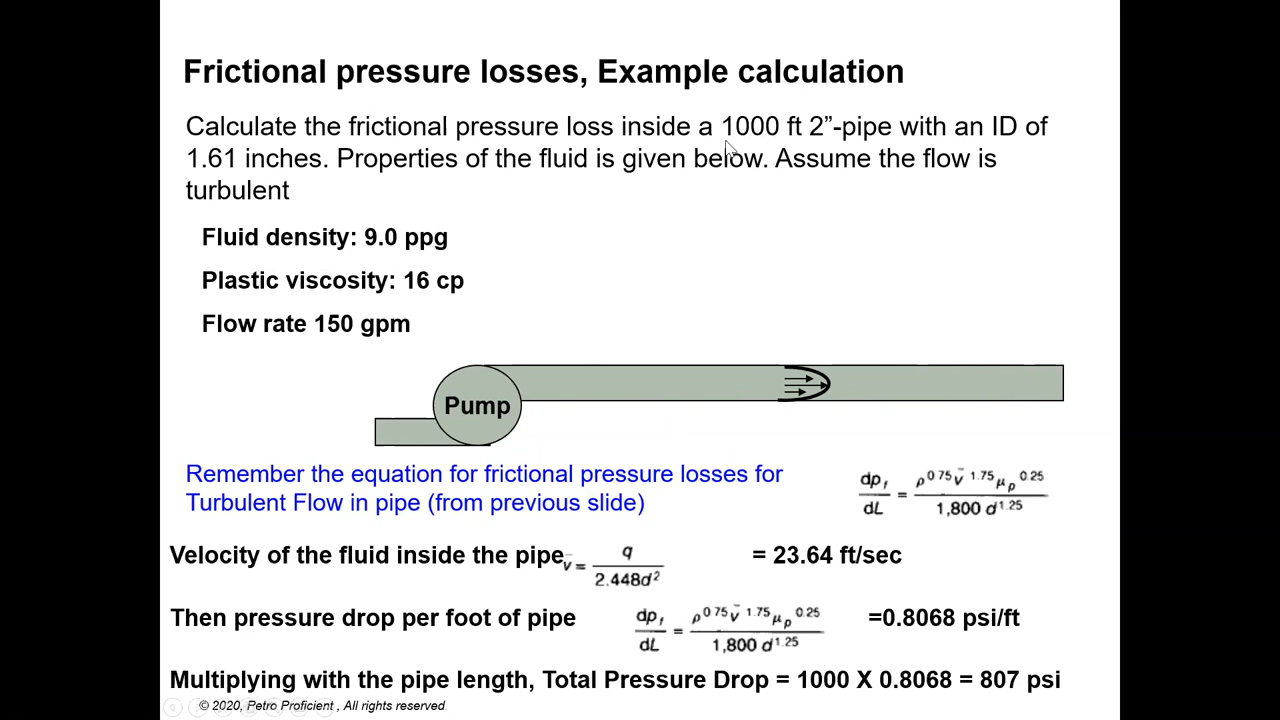 Frictional pressure losses, Example calculation
Calculate the frictional pressure loss inside a 1000 ft 2”-pipe with an ID of
1.61 inches. Properties of the fluid is given below. Assume the flow is
turbulent
Fluid density: 9.0 ppg
Plastic viscosity: 16 cp
Flow rate 150 gpm
Pump
Remember the equation for frictional pressure losses for
Turbulent Flow in pipe (from previous slide)
dp_f/dL = ρ^0.75 v̄^1.75 μ_p^0.25 / 1,800 d^1.25
Velocity of the fluid inside the pipe v̄ = q / 2.448d² = 23.64 ft/sec
Then pressure drop per foot of pipe dp_f/dL = ρ^0.75 v̄^1.75 μ_p^0.25 / 1,800 d^1.25 =0.8068 psi/ft
Multiplying with the pipe length, Total Pressure Drop = 1000 X 0.8068 = 807 psi
© 2020, Petro Proficient , All rights reserved